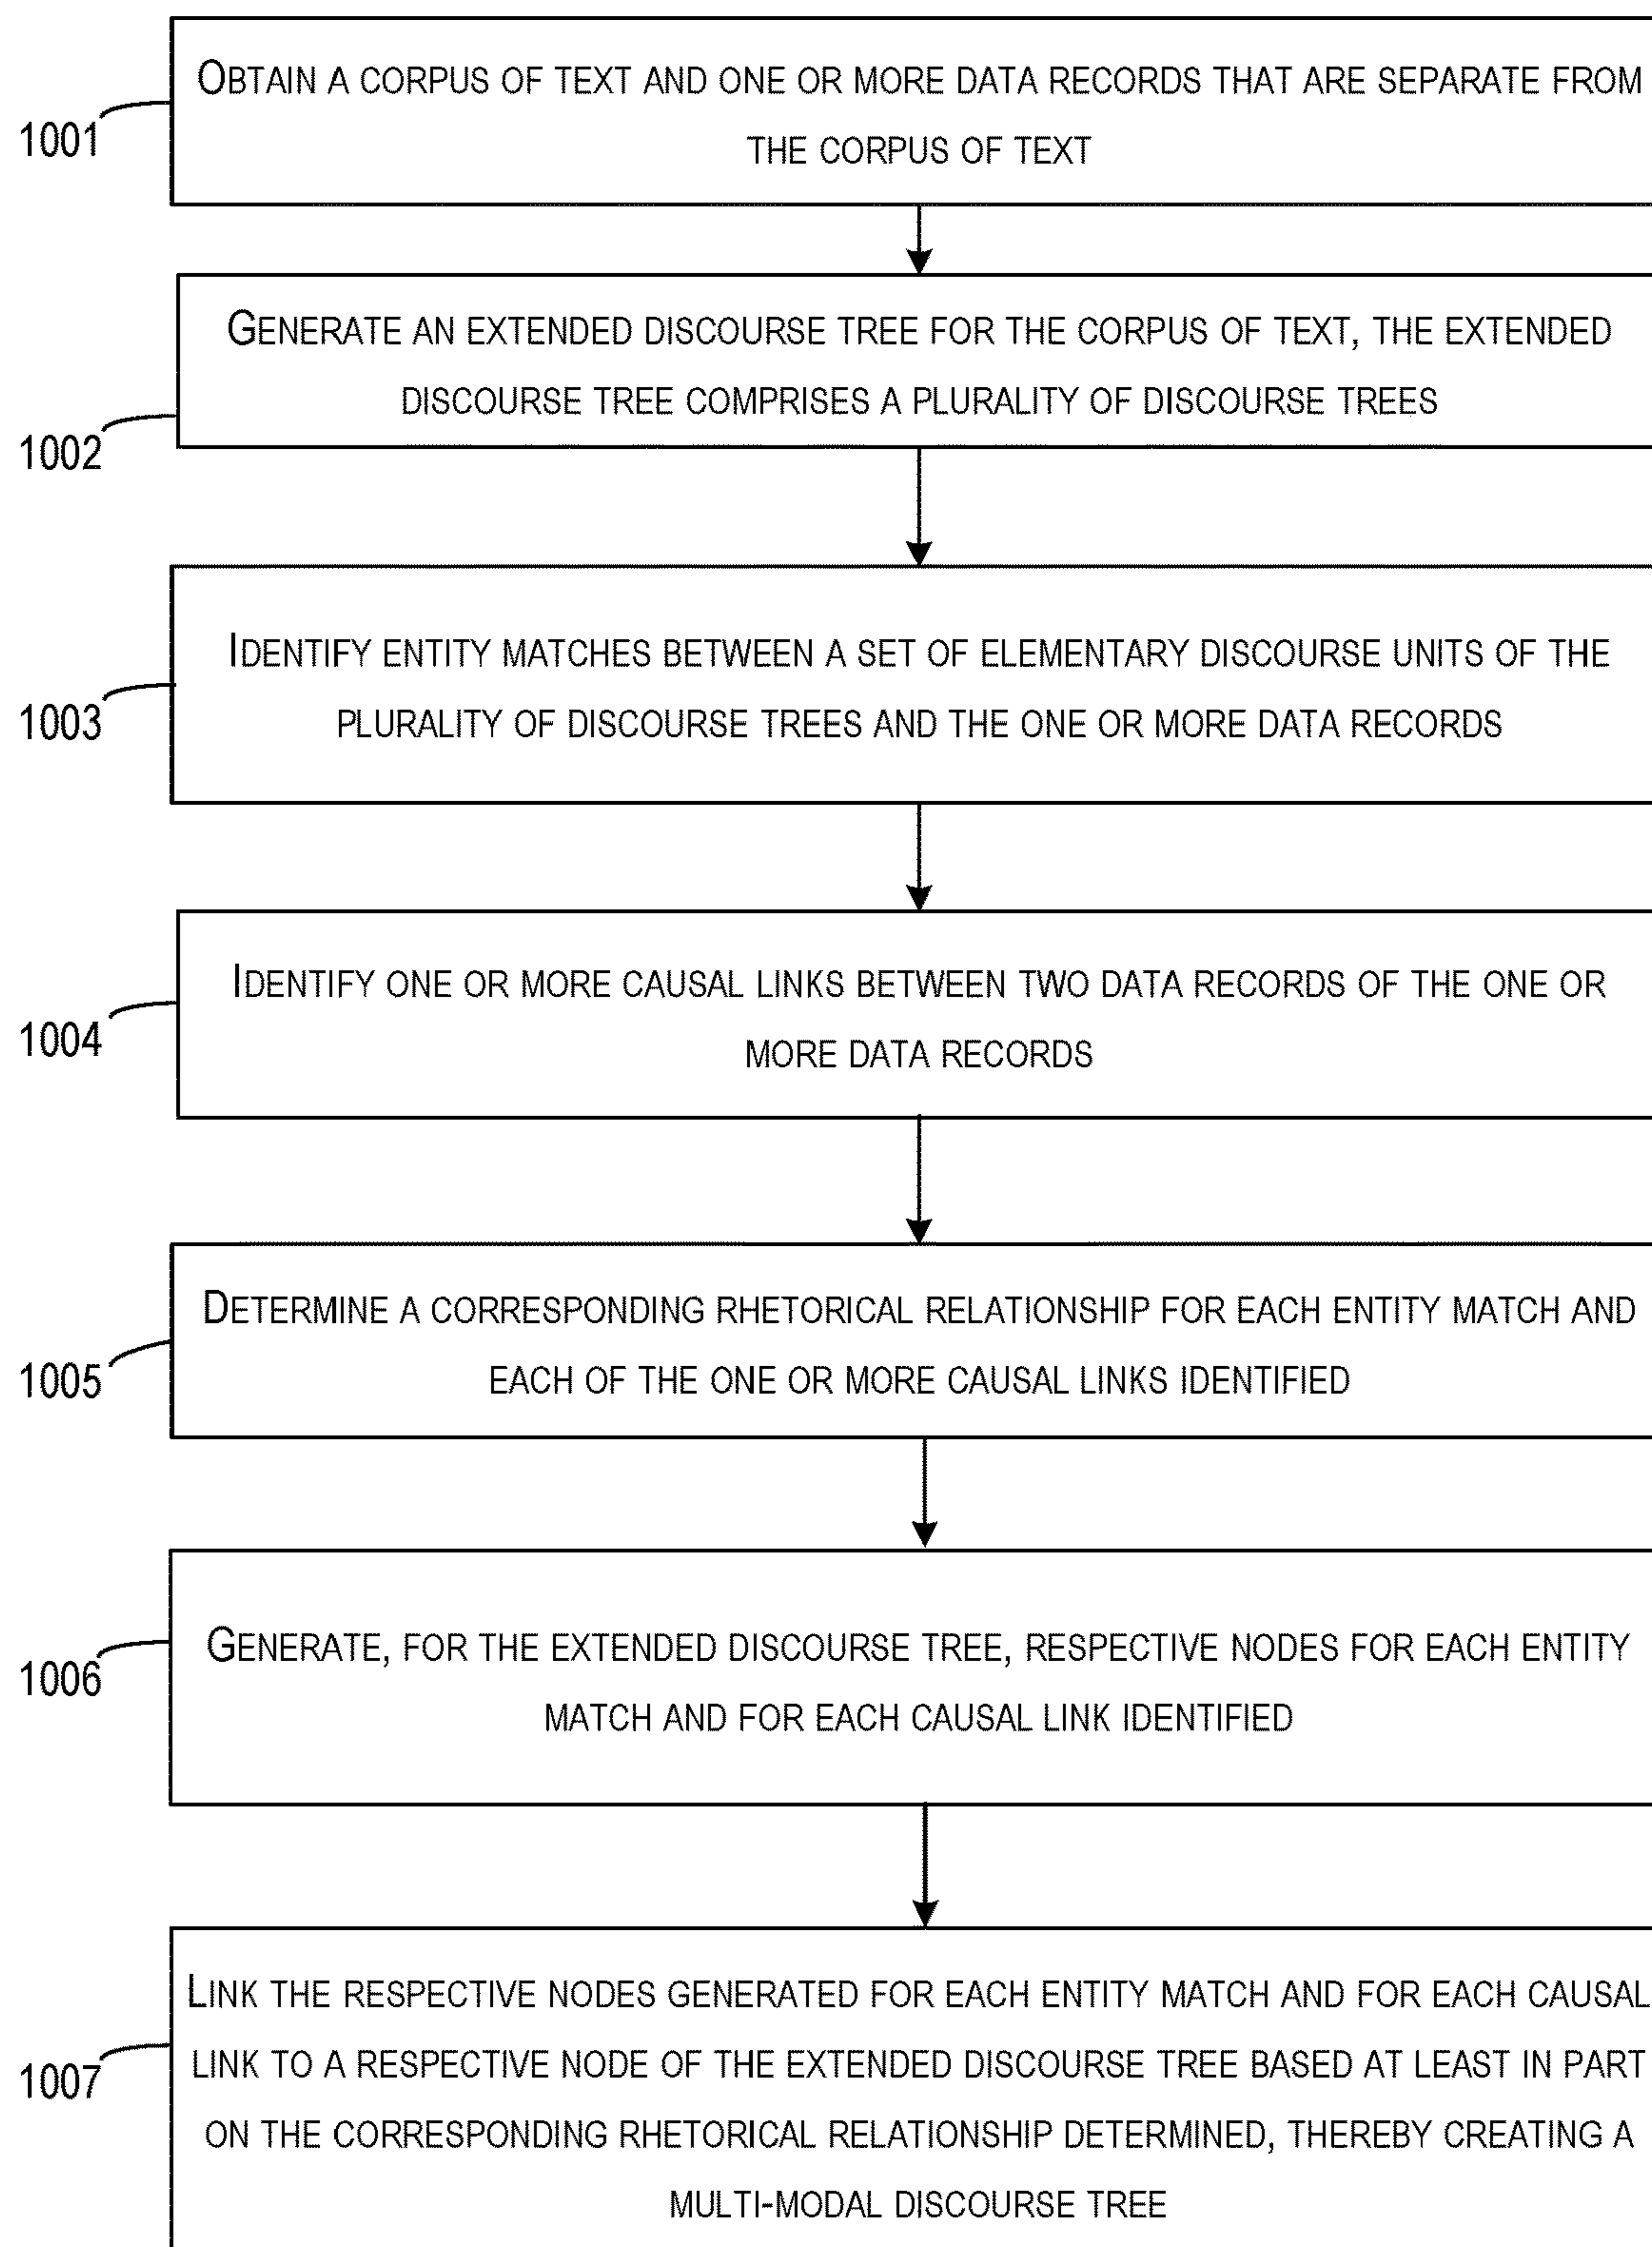 OBTAIN A CORPUS OF TEXT AND ONE OR MORE DATA RECORDS THAT ARE SEPARATE FROM
THE CORPUS OF TEXT
1001
GENERATE AN EXTENDED DISCOURSE TREE FOR THE CORPUS OF TEXT, THE EXTENDED
DISCOURSE TREE COMPRISES A PLURALITY OF DISCOURSE TREES
1002
IDENTIFY ENTITY MATCHES BETWEEN A SET OF ELEMENTARY DISCOURSE UNITS OF THE
PLURALITY OF DISCOURSE TREES AND THE ONE OR MORE DATA RECORDS
1003
IDENTIFY ONE OR MORE CAUSAL LINKS BETWEEN TWO DATA RECORDS OF THE ONE OR
MORE DATA RECORDS
1004
DETERMINE A CORRESPONDING RHETORICAL RELATIONSHIP FOR EACH ENTITY MATCH AND
EACH OF THE ONE OR MORE CAUSAL LINKS IDENTIFIED
1005
GENERATE, FOR THE EXTENDED DISCOURSE TREE, RESPECTIVE NODES FOR EACH ENTITY
MATCH AND FOR EACH CAUSAL LINK IDENTIFIED
1006
LINK THE RESPECTIVE NODES GENERATED FOR EACH ENTITY MATCH AND FOR EACH CAUSAL
LINK TO A RESPECTIVE NODE OF THE EXTENDED DISCOURSE TREE BASED AT LEAST IN PART
ON THE CORRESPONDING RHETORICAL RELATIONSHIP DETERMINED, THEREBY CREATING A
MULTI-MODAL DISCOURSE TREE
1007